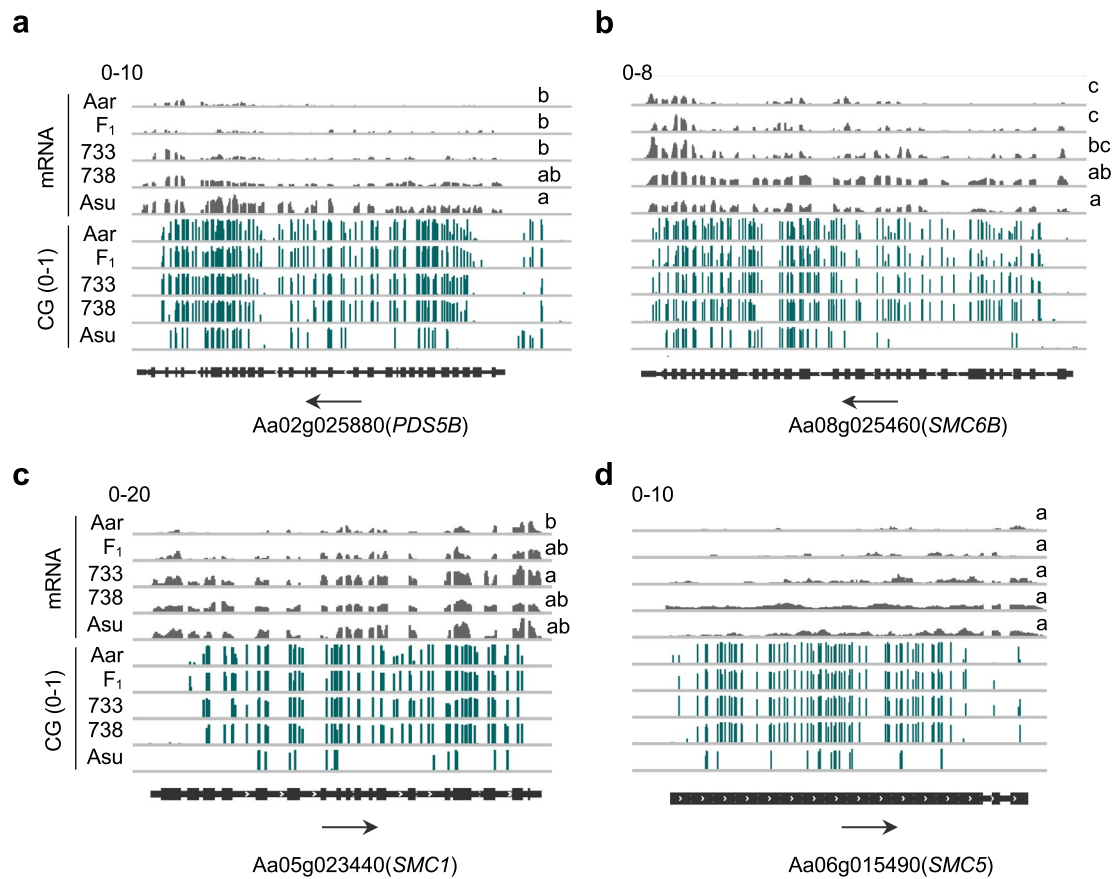 a
0-10
mRNA
Aar b
F1 b
733 b
738 ab
Asu a
CG (0-1)
Aar
F1
733
738
Asu
Aa02g025880(PDS5B)
b
0-8
c
c
bc
ab
a
Aa08g025460(SMC6B)
c
0-20
mRNA
Aar b
F1 ab
733 a
738 ab
Asu ab
CG (0-1)
Aar
F1
733
738
Asu
Aa05g023440(SMC1)
d
0-10
a
a
a
a
a
Aa06g015490(SMC5)